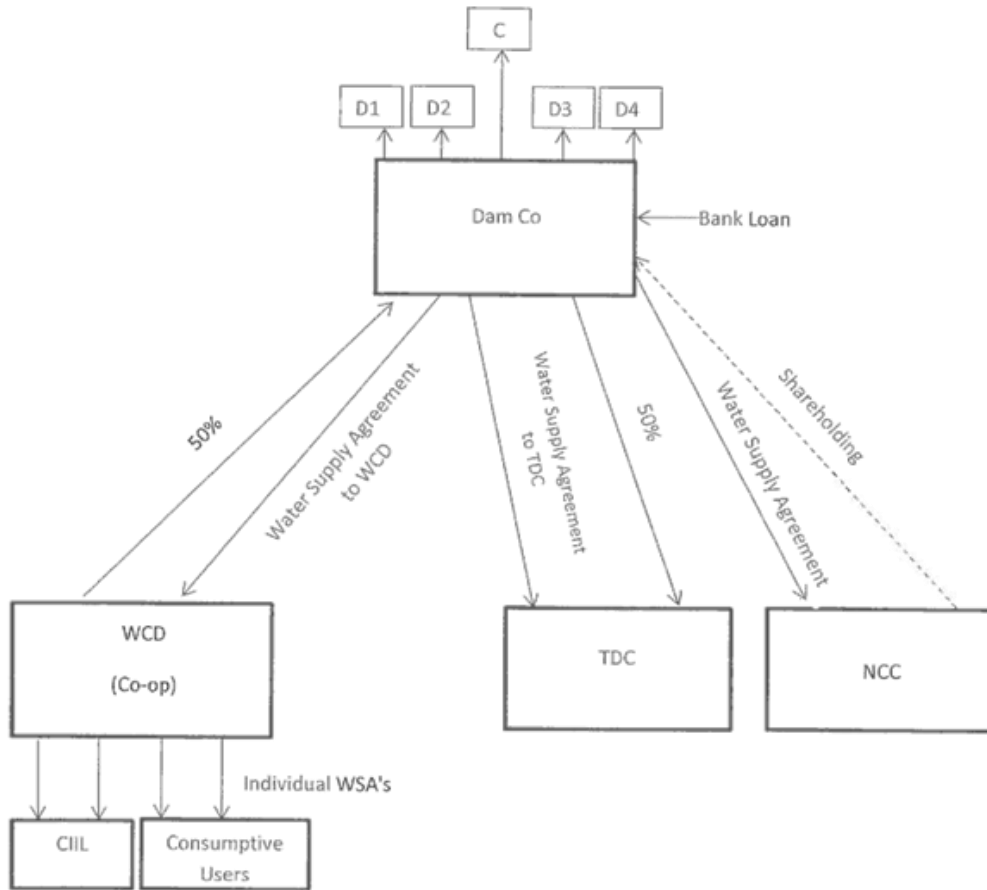 C
D1
D2
D3
D4
Dam Co
Bank Loan
50%
Water Supply Agreement
to WCD
Water Supply Agreement
to TDC
50%
Water Supply Agreement
Shareholding
WCD
(Co-op)
TDC
NCC
Individual WSA's
CIIL
Consumptive
Users